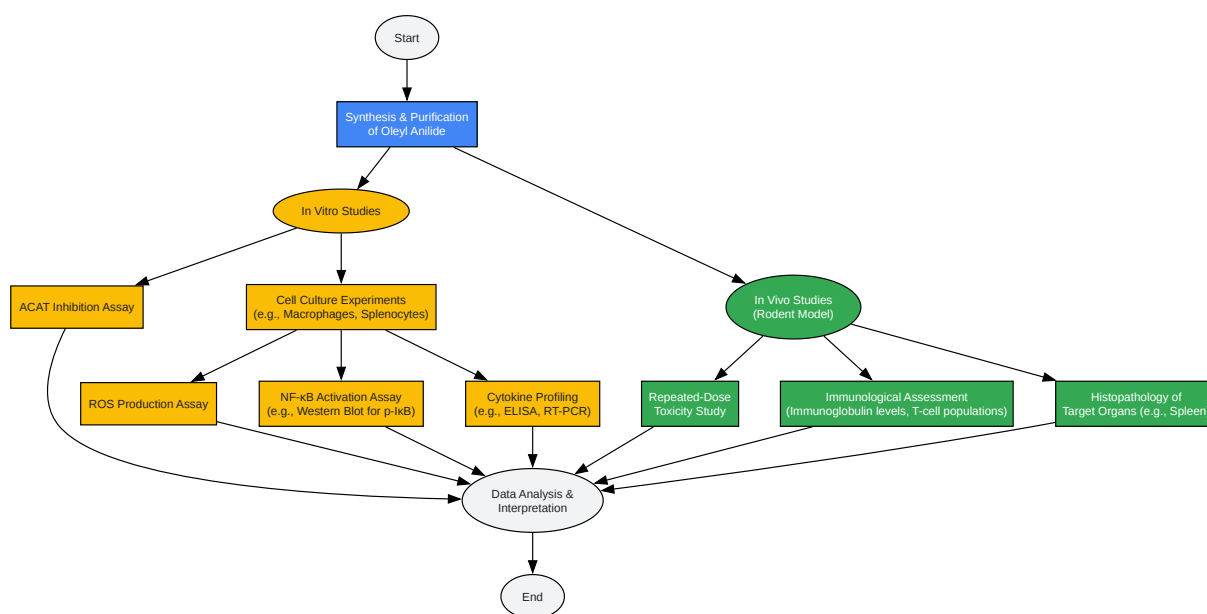 Start
Synthesis & Purification
of Oleyl Anilide
In Vitro Studies
In Vivo Studies
(Rodent Model)
ACAT Inhibition Assay
Cell Culture Experiments
(e.g., Macrophages, Splenocytes)
ROS Production Assay
NF-κB Activation Assay
(e.g., Western Blot for p-IκB)
Cytokine Profiling
(e.g., ELISA, RT-PCR)
Repeated-Dose
Toxicity Study
Immunological Assessment
(Immunoglobulin levels, T-cell populations)
Histopathology of
Target Organs (e.g., Spleen
Data Analysis &
Interpretation
End